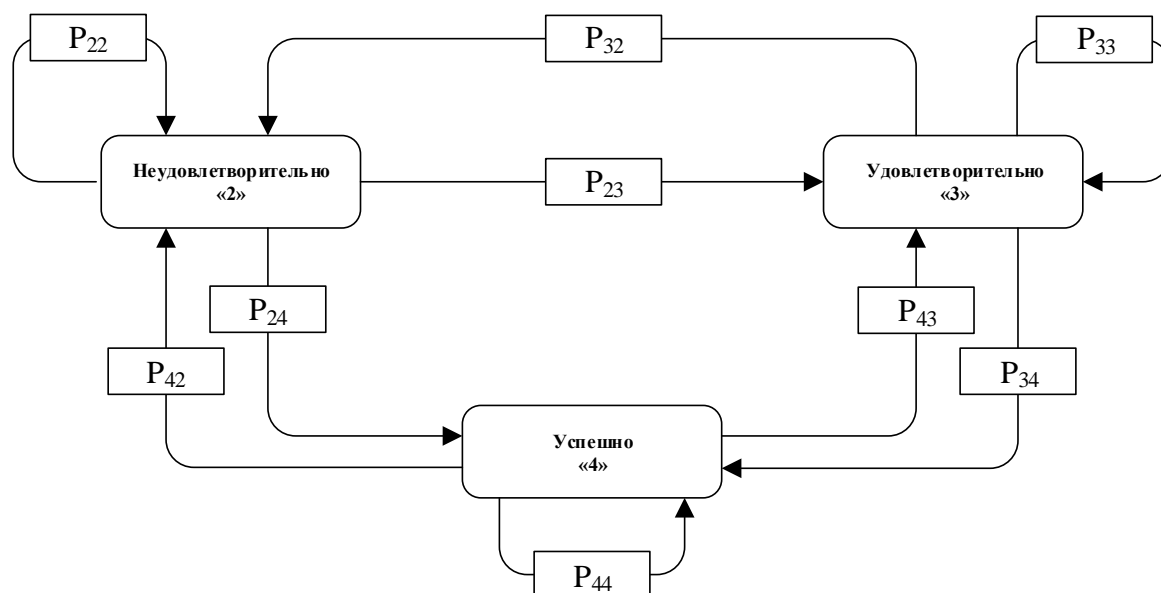 P₂₂
P₃₂
P₃₃
Неудовлетворительно
«2»
P₂₃
Удовлетворительно
«3»
P₂₄
P₄₃
P₄₂
P₃₄
Успешно
«4»
P₄₄